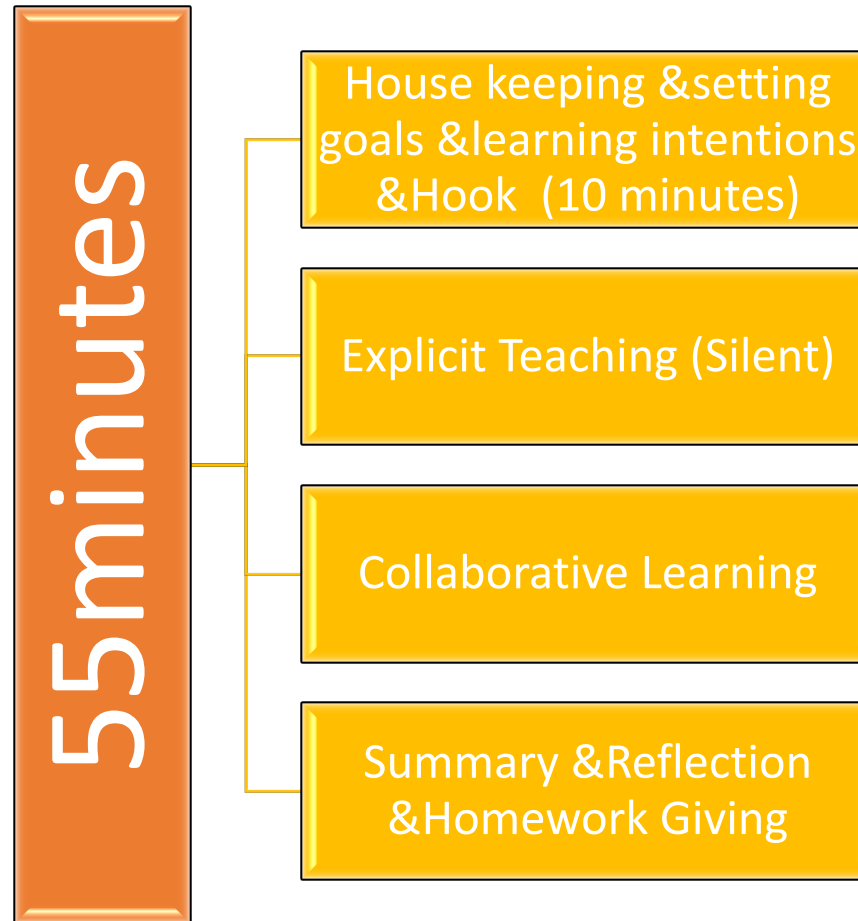 55minutes
House keeping &setting
goals &learning intentions
&Hook (10 minutes)
Explicit Teaching (Silent)
Collaborative Learning
Summary &Reflection
&Homework Giving